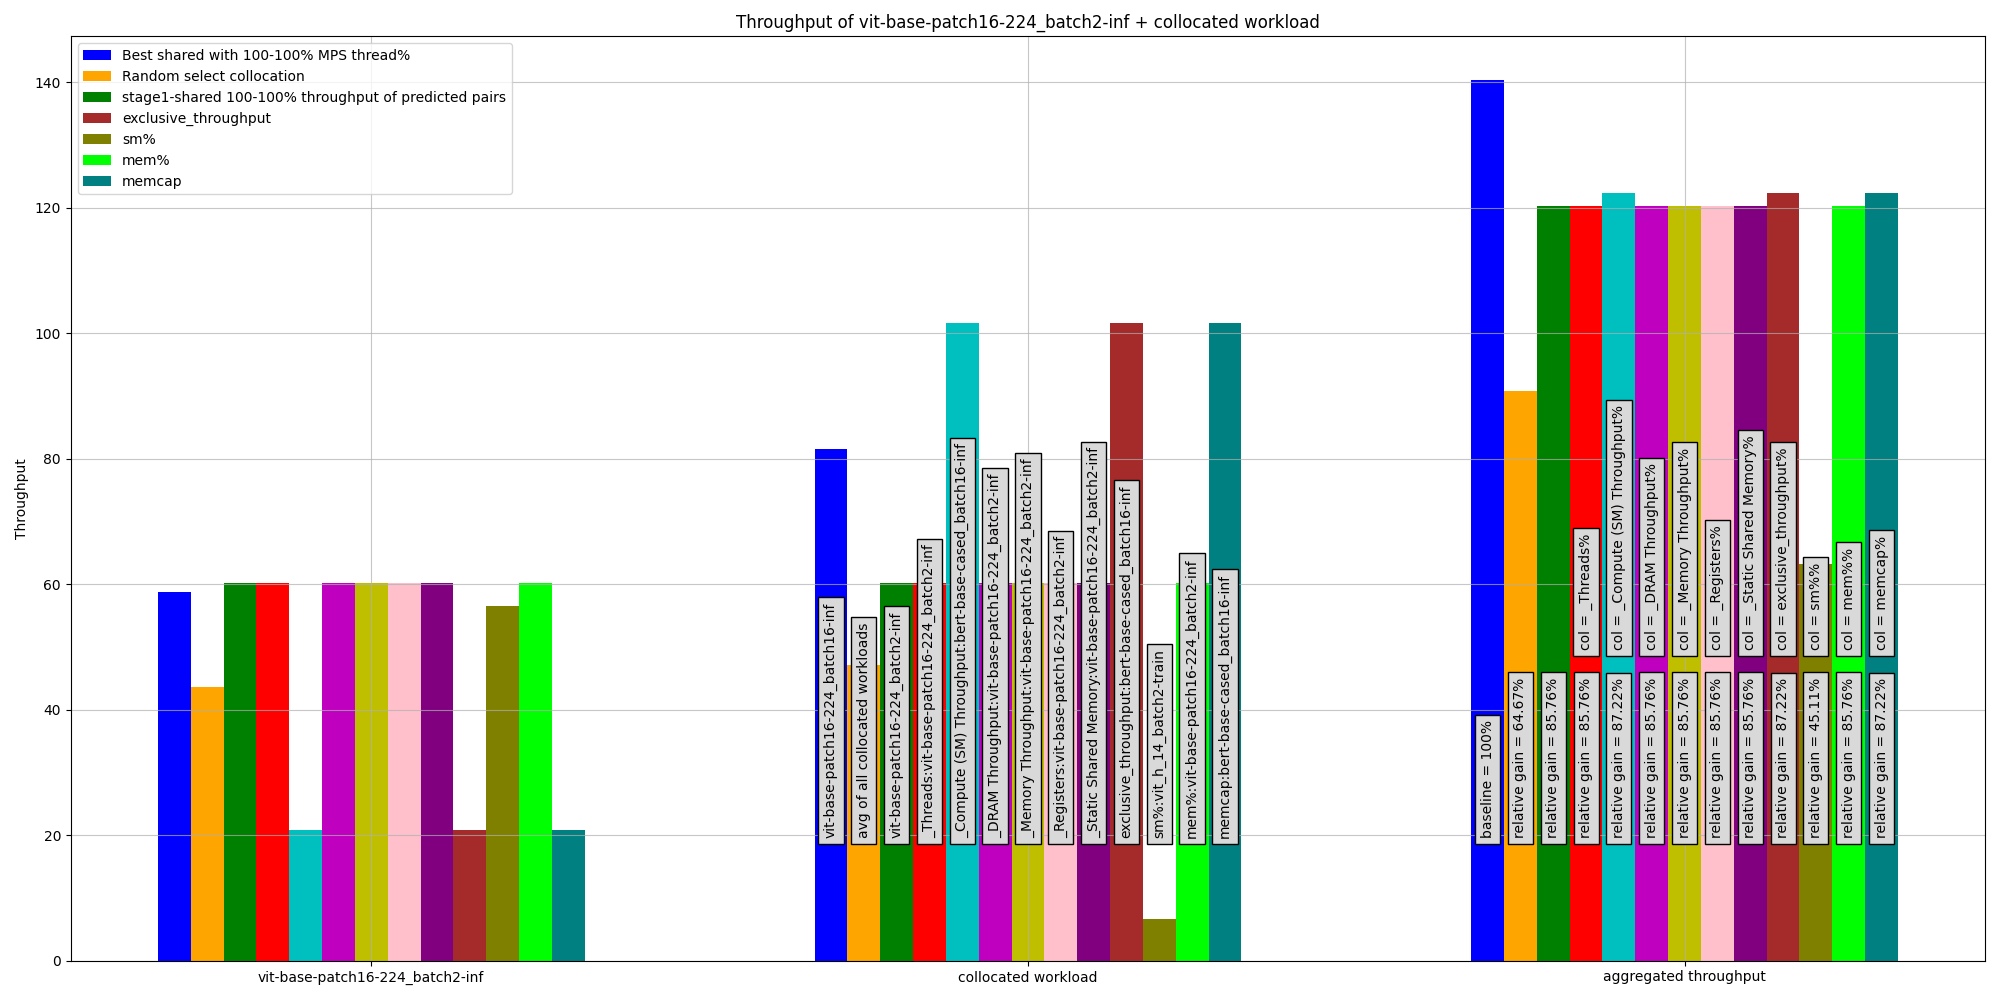 Throughput of vit-base-patch16-224_batch2-inf + collocated workload
Best shared with 100-100% MPS thread%
Random select collocation
stage1-shared 100-100% throughput of predicted pairs
exclusive_throughput
sm%
mem%
memcap
Throughput
140
120
100
80
60
40
20
0
vit-base-patch16-224_batch16-inf
avg of all collocated workloads
vit-base-patch16-224_batch2-inf
_Threads:vit-base-patch16-224_batch2-inf
_Compute (SM) Throughput:bert-base-cased_batch16-inf
_DRAM Throughput:vit-base-patch16-224_batch2-inf
_Memory Throughput:vit-base-patch16-224_batch2-inf
_Registers:vit-base-patch16-224_batch2-inf
_Static Shared Memory:vit-base-patch16-224_batch2-inf
exclusive_throughput:bert-base-cased_batch16-inf
sm%:vit_h_14_batch2-train
mem%:vit-base-patch16-224_batch2-inf
memcap:bert-base-cased_batch16-inf
col = _Threads%
col = _Compute (SM) Throughput%
col = _DRAM Throughput%
col = _Memory Throughput%
col = _Registers%
col = _Static Shared Memory%
col = exclusive_throughput%
col = sm%%
col = mem%%
col = memcap%
baseline = 100%
relative gain = 64.67%
relative gain = 85.76%
relative gain = 85.76%
relative gain = 87.22%
relative gain = 85.76%
relative gain = 85.76%
relative gain = 85.76%
relative gain = 85.76%
relative gain = 87.22%
relative gain = 45.11%
relative gain = 85.76%
relative gain = 87.22%
vit-base-patch16-224_batch2-inf
collocated workload
aggregated throughput